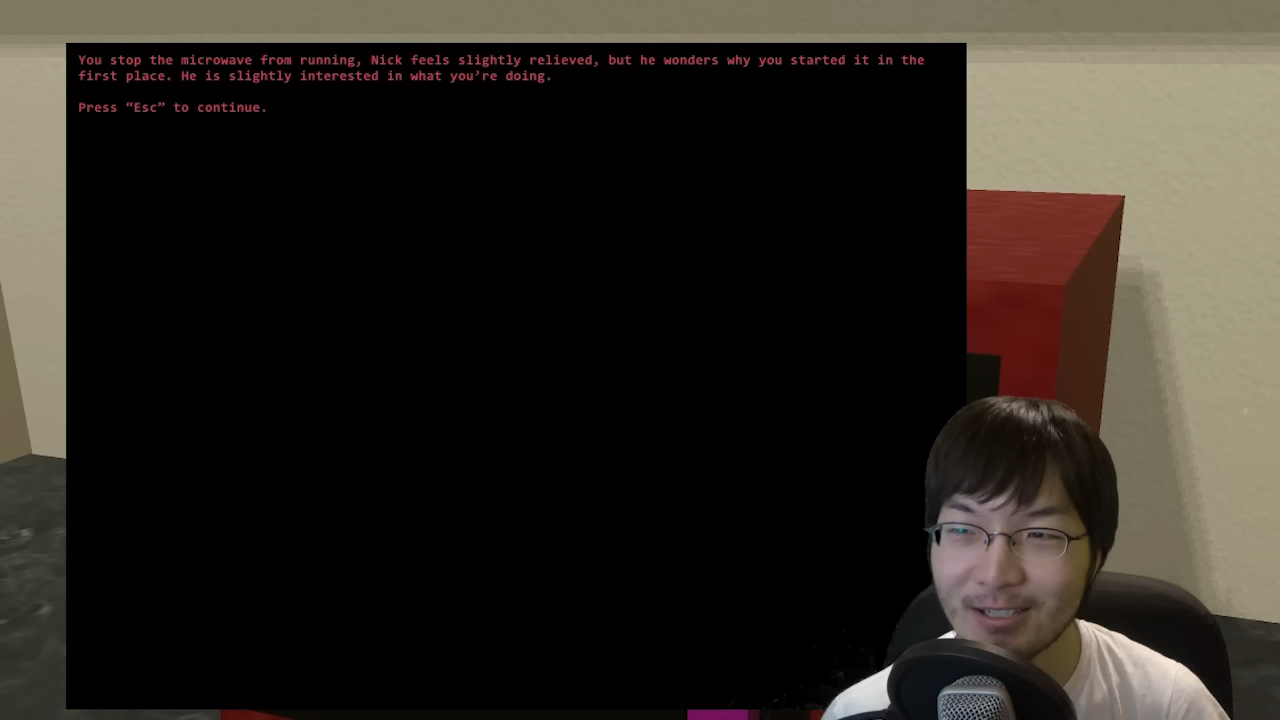 You stop the microwave from running, Nick feels slightly relieved, but he wonders why you started it in the
first place. He is slightly interested in what you’re doing.
Press “Esc” to continue.